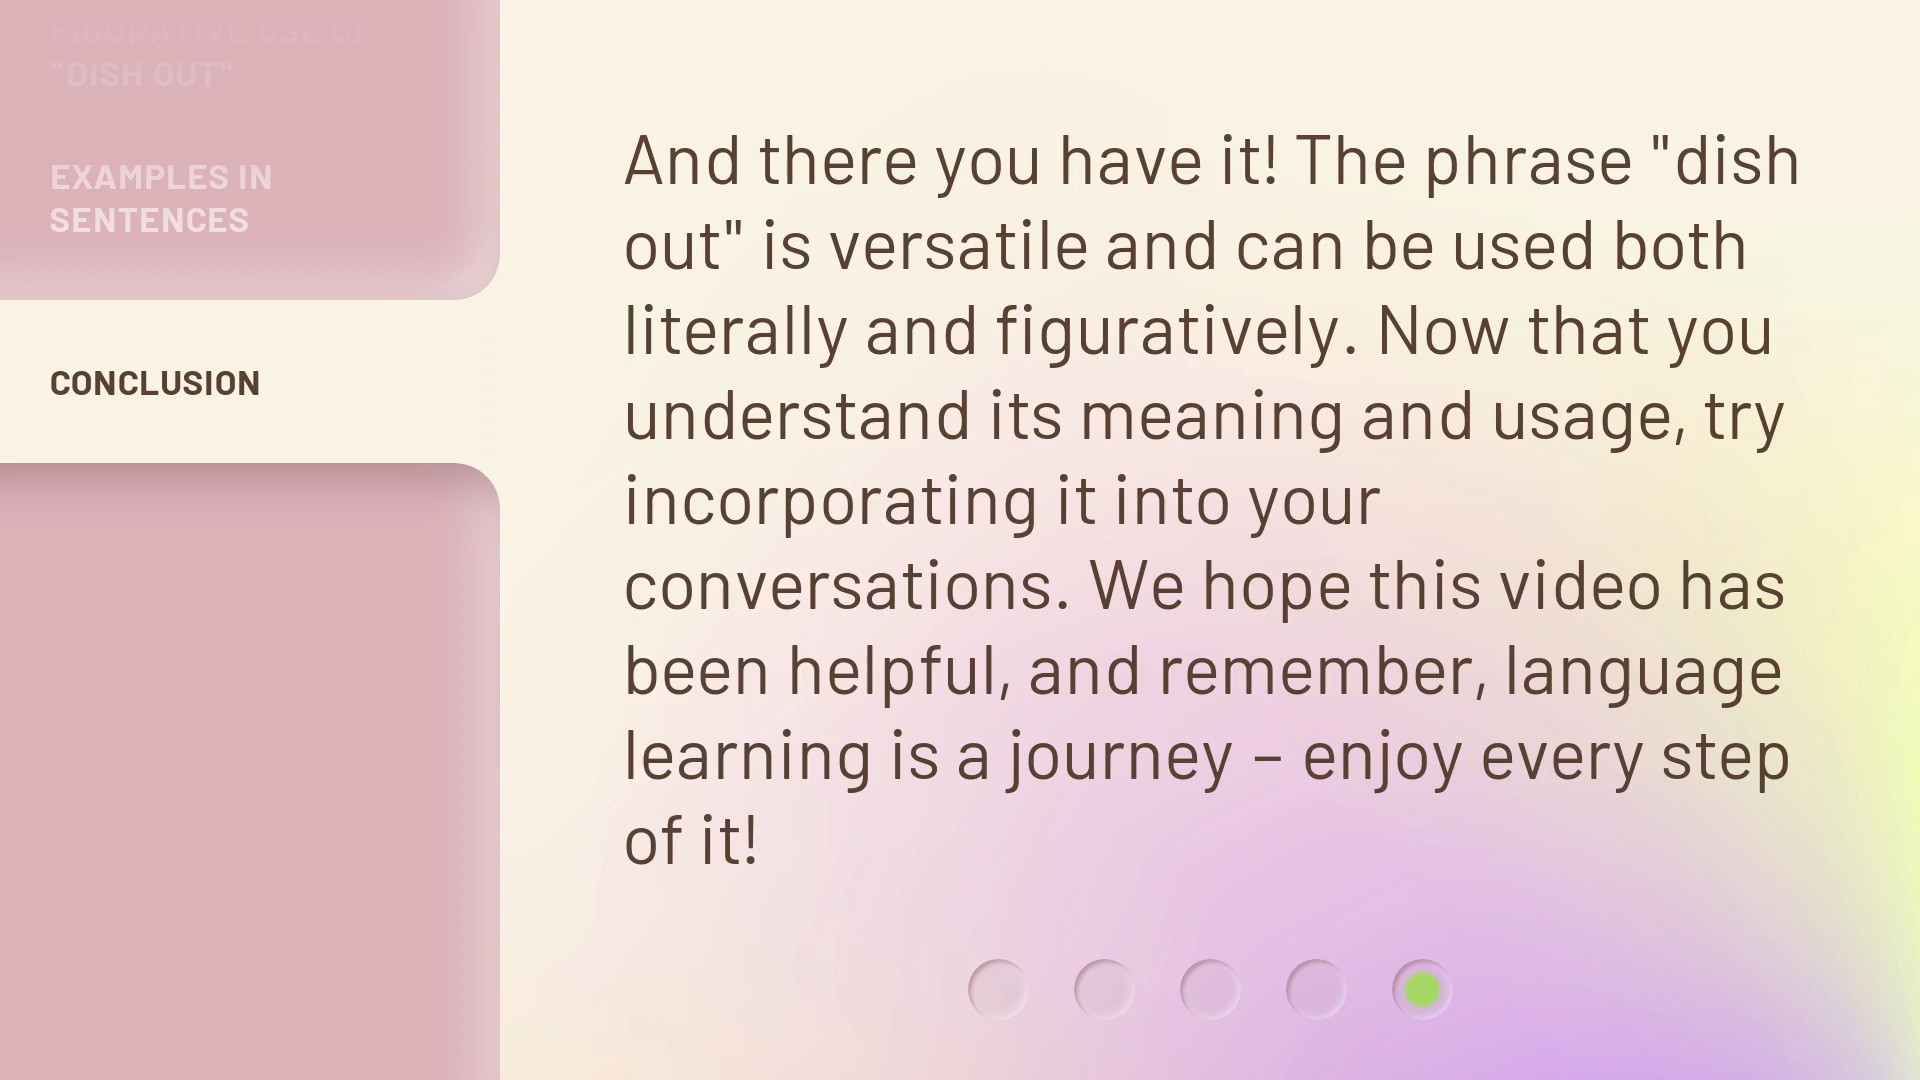 FIGURATIVE USE OF
"DISH OUT"
EXAMPLES IN
SENTENCES
CONCLUSION
And there you have it! The phrase "dish
out" is versatile and can be used both
literally and figuratively. Now that you
understand its meaning and usage, try
incorporating it into your
conversations. We hope this video has
been helpful, and remember, language
learning is a journey – enjoy every step
of it!